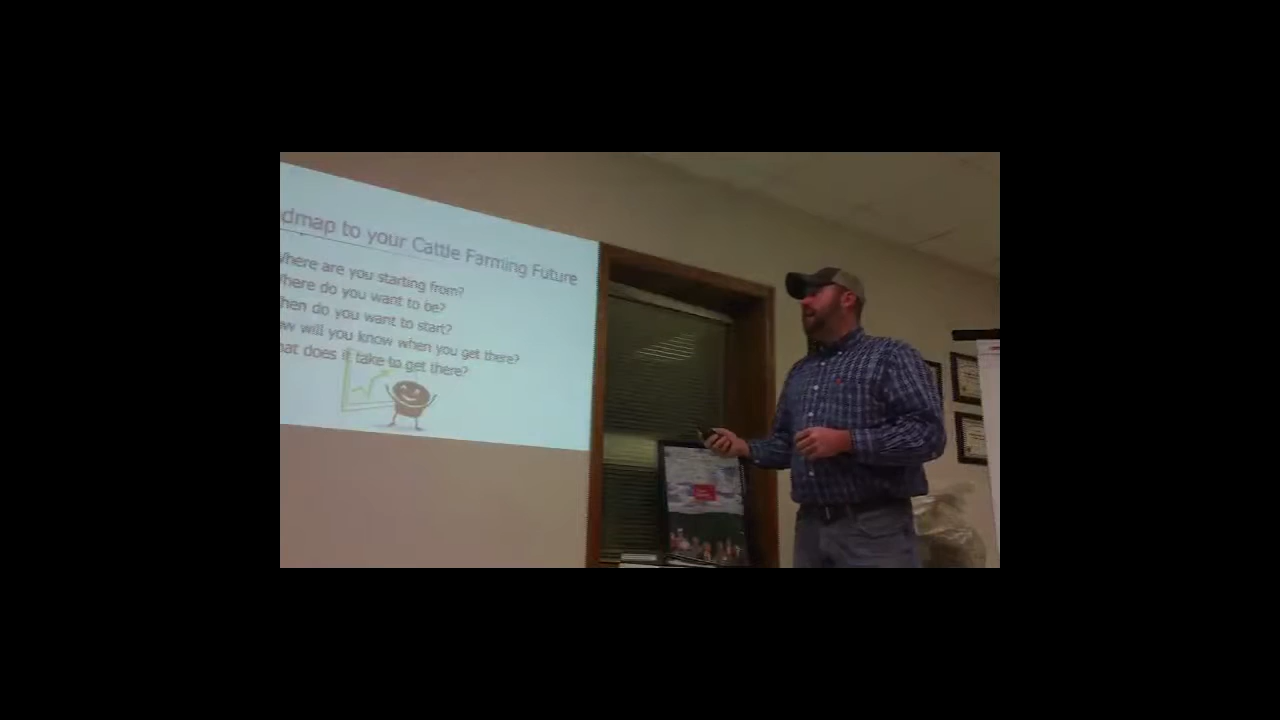 dmap to your Cattle Farming Future
here are you starting from?
here do you want to be?
hen do you want to start?
w will you know when you get there?
at does it take to get there?